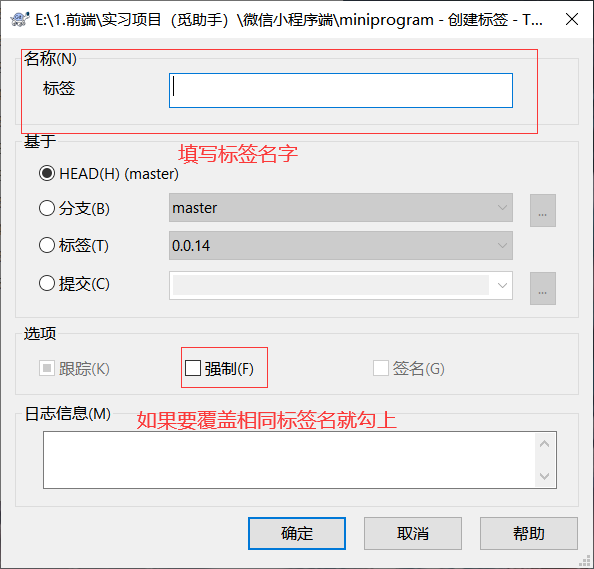 E:\1.前端\实习项目（觅助手）\微信小程序端\miniprogram - 创建标签 - T...
名称(N)
标签
基于
填写标签名字
HEAD(H) (master)
分支(B)
master
...
标签(T)
0.0.14
提交(C)
...
选项
跟踪(K)
强制(F)
签名(G)
日志信息(M)
如果要覆盖相同标签名就勾上
确定
取消
帮助